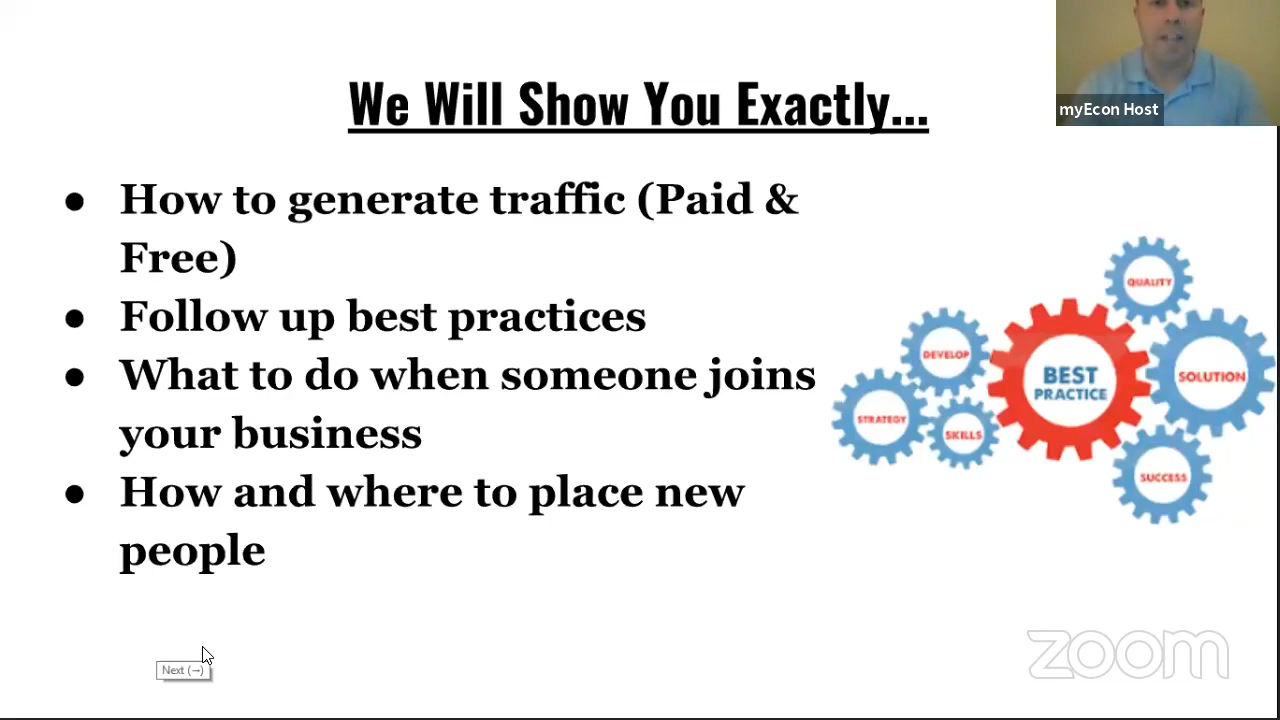 We Will Show You Exactly...
myEcon Host
● How to generate traffic (Paid &
Free)
● Follow up best practices
● What to do when someone joins
your business
● How and where to place new
people
QUALITY
DEVELOP
BEST
PRACTICE
SOLUTION
STRATEGY
SKILLS
SUCCESS
zoom
Next (→)